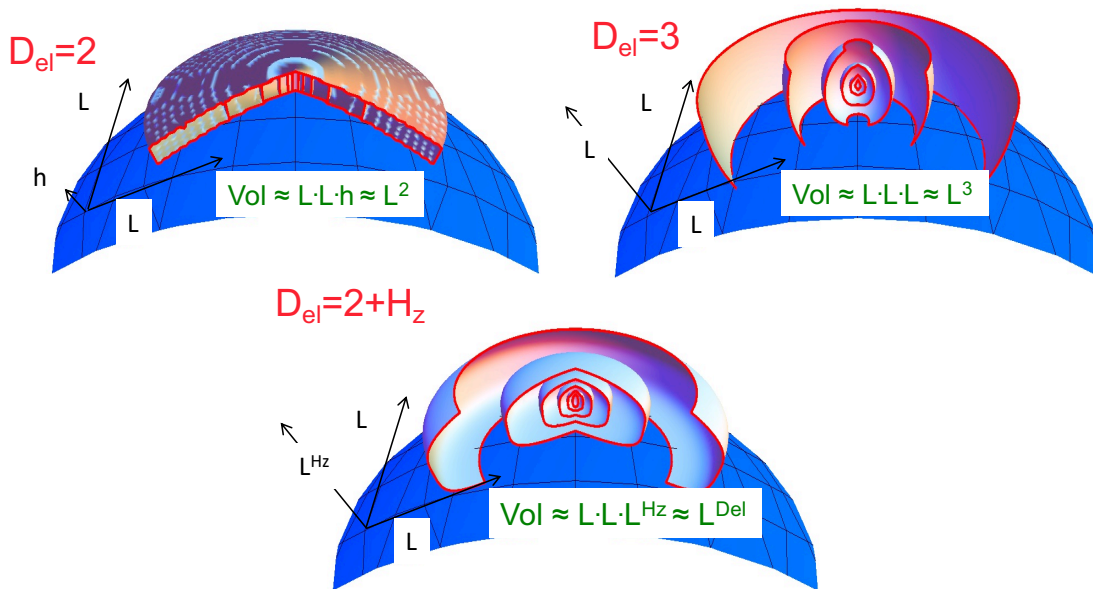 D_el=2
L
h
L
Vol ≈ L·L·h ≈ L²
D_el=3
L
L
L
Vol ≈ L·L·L ≈ L³
D_el=2+H_z
L
L^Hz
L
Vol ≈ L·L·L^Hz ≈ L^Del